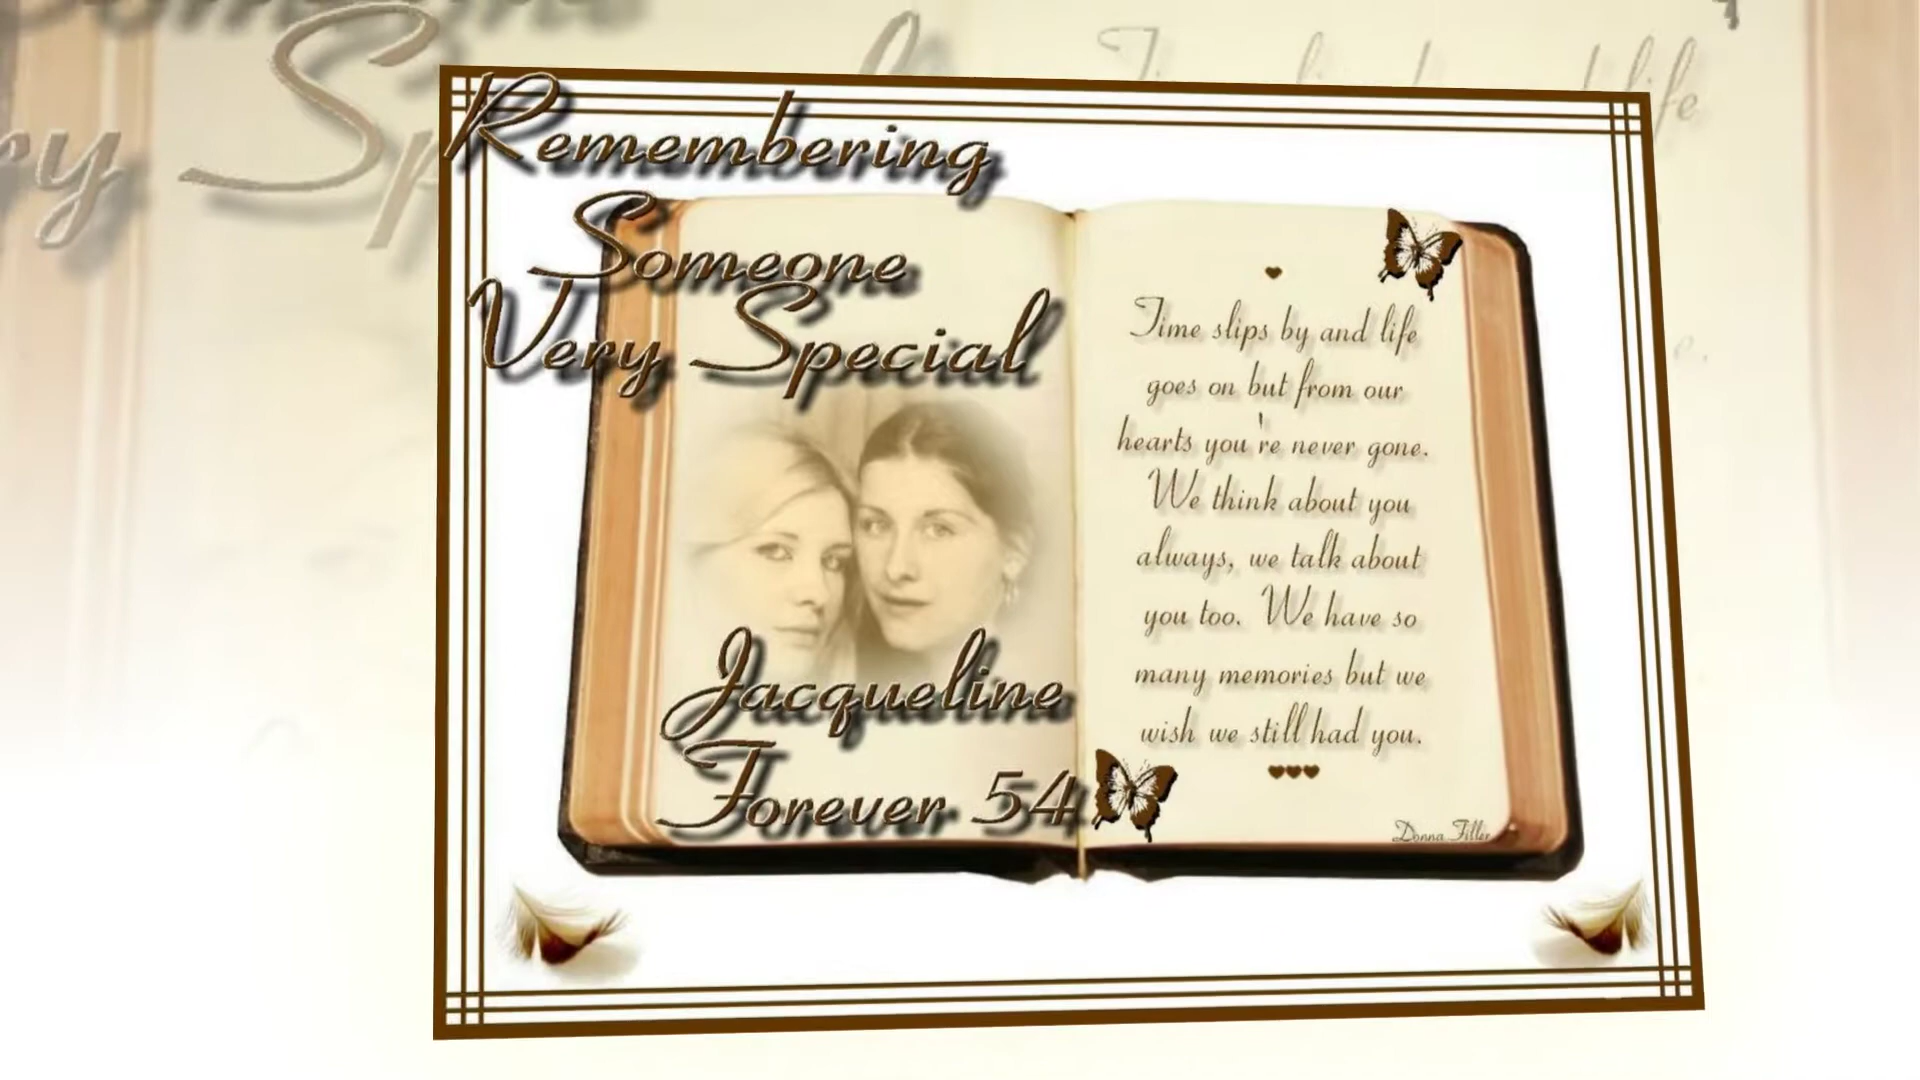 Remembering
Someone
Very Special
Jacqueline
Forever 54
Time slips by and life
goes on but from our
hearts you're never gone.
We think about you
always, we talk about
you too. We have so
many memories but we
wish we still had you.
Donna